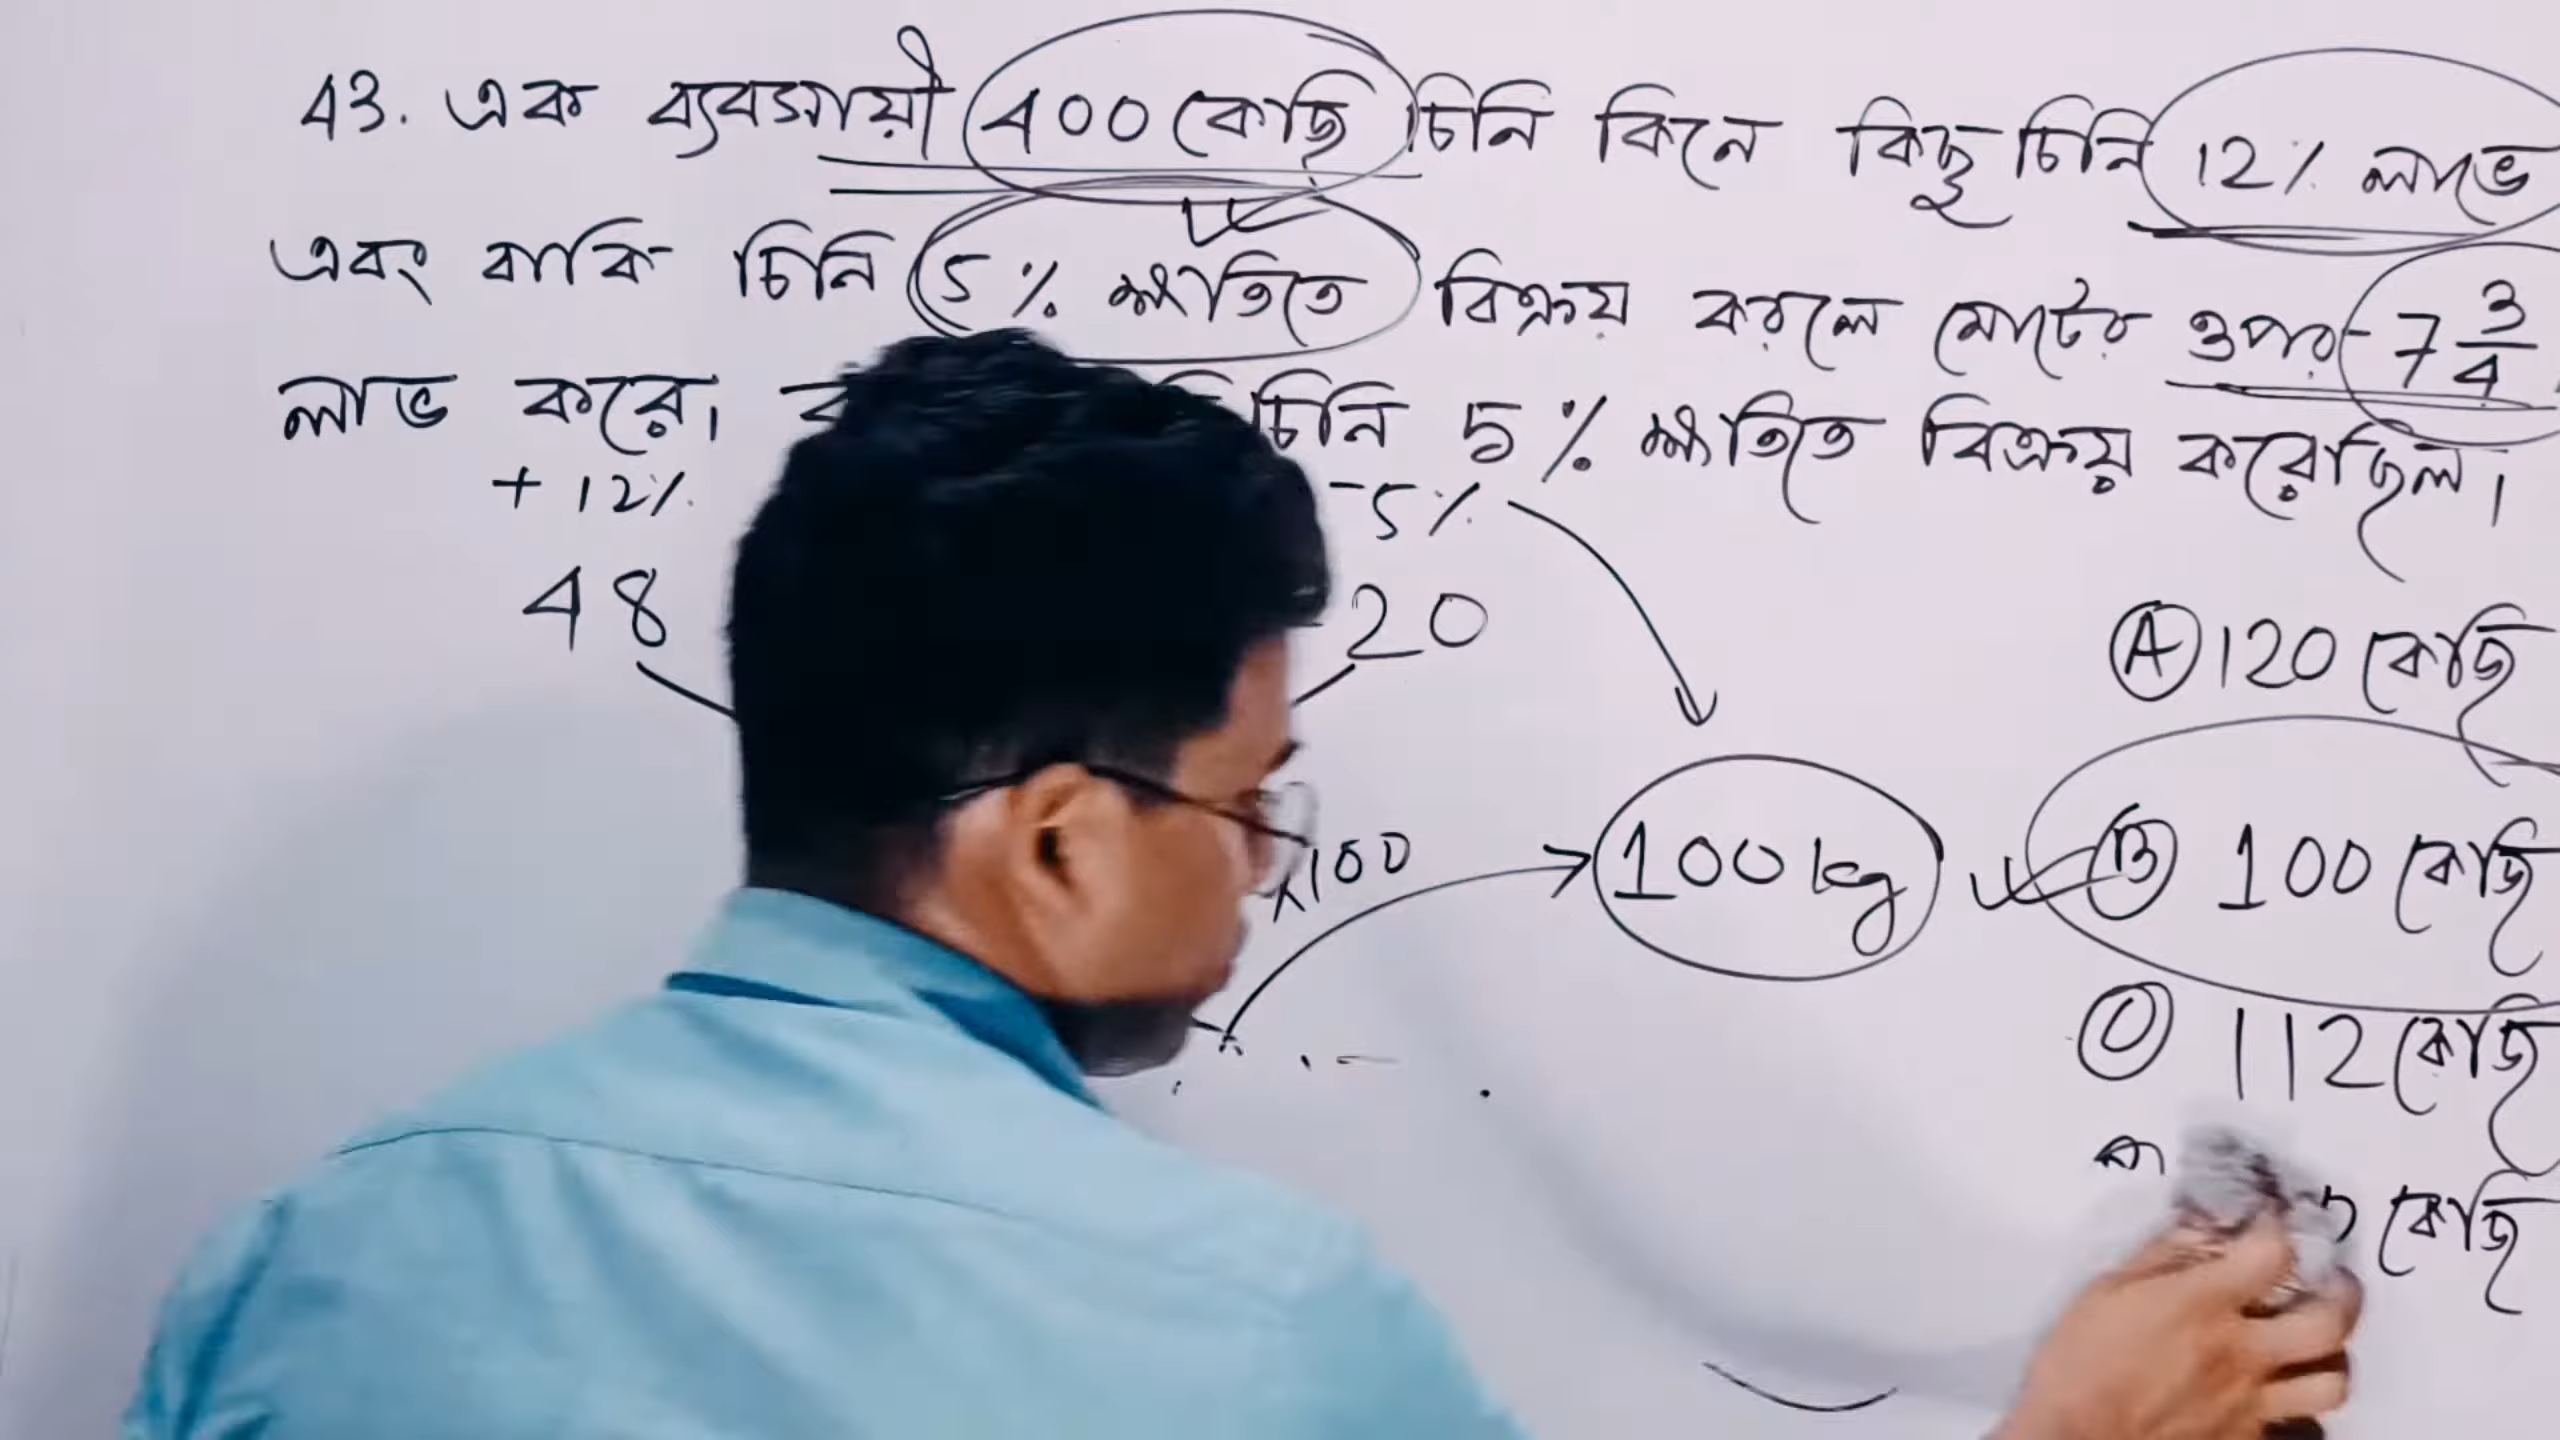 43. এক ব্যবসায়ী 400 কেজি চিনি কিনে কিছু চিনি 12% লাভে
এবং বাকি চিনি 5% ক্ষতিতে বিক্রয় করলে মোটের ওপর 7 3/4
লাভ করে। চিনি 5% ক্ষতিতে বিক্রয় করেছিল।
+12% -5%
48 20
(A) 120 কেজি
x100 100 kg (B) 100 কেজি
112 কেজি
কেজি